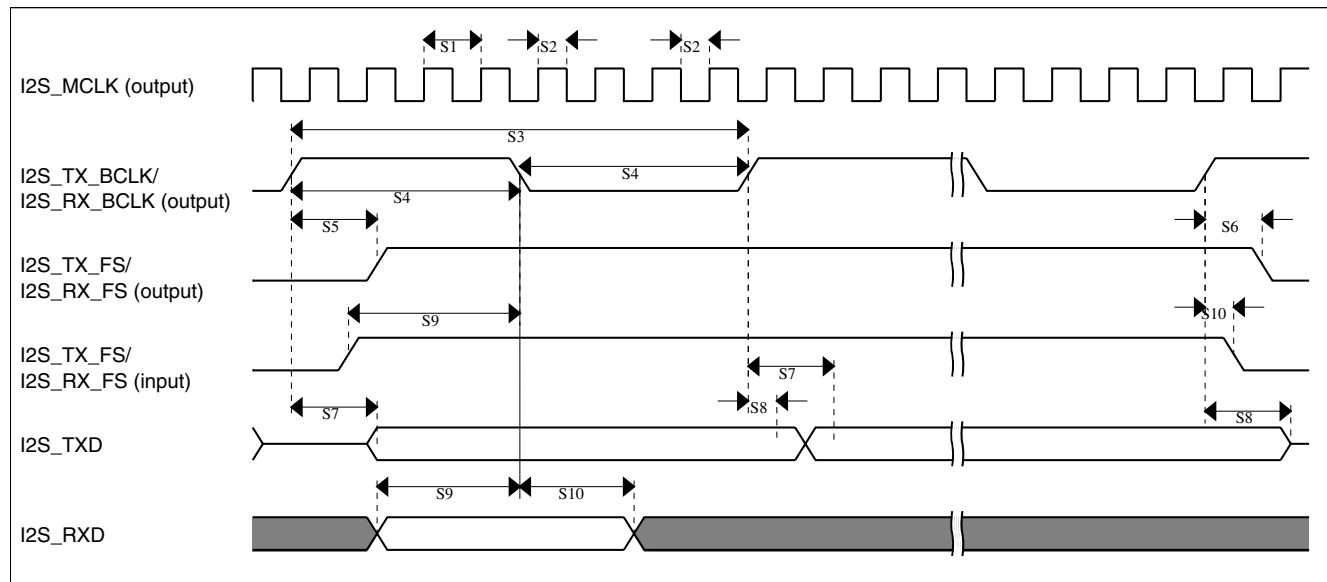 S1 S2 S2
I2S_MCLK (output)
S3
I2S_TX_BCLK/
I2S_RX_BCLK (output)
S4
S4
S5 S6
I2S_TX_FS/
I2S_RX_FS (output)
S9 S10
I2S_TX_FS/
I2S_RX_FS (input)
S7
S7 S8 S8
I2S_TXD
S9 S10
I2S_RXD